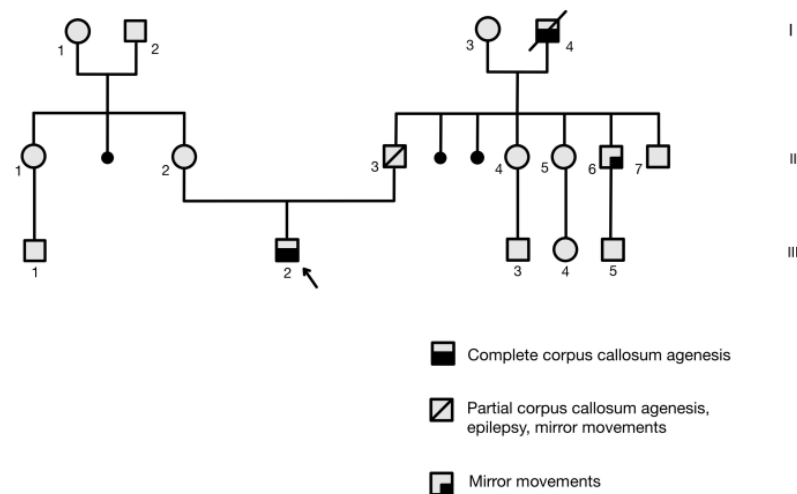 1 2 3 4 I
1 2 3 4 5 6 7 II
1 2 3 4 5 III
Complete corpus callosum agenesis
Partial corpus callosum agenesis,
epilepsy, mirror movements
Mirror movements